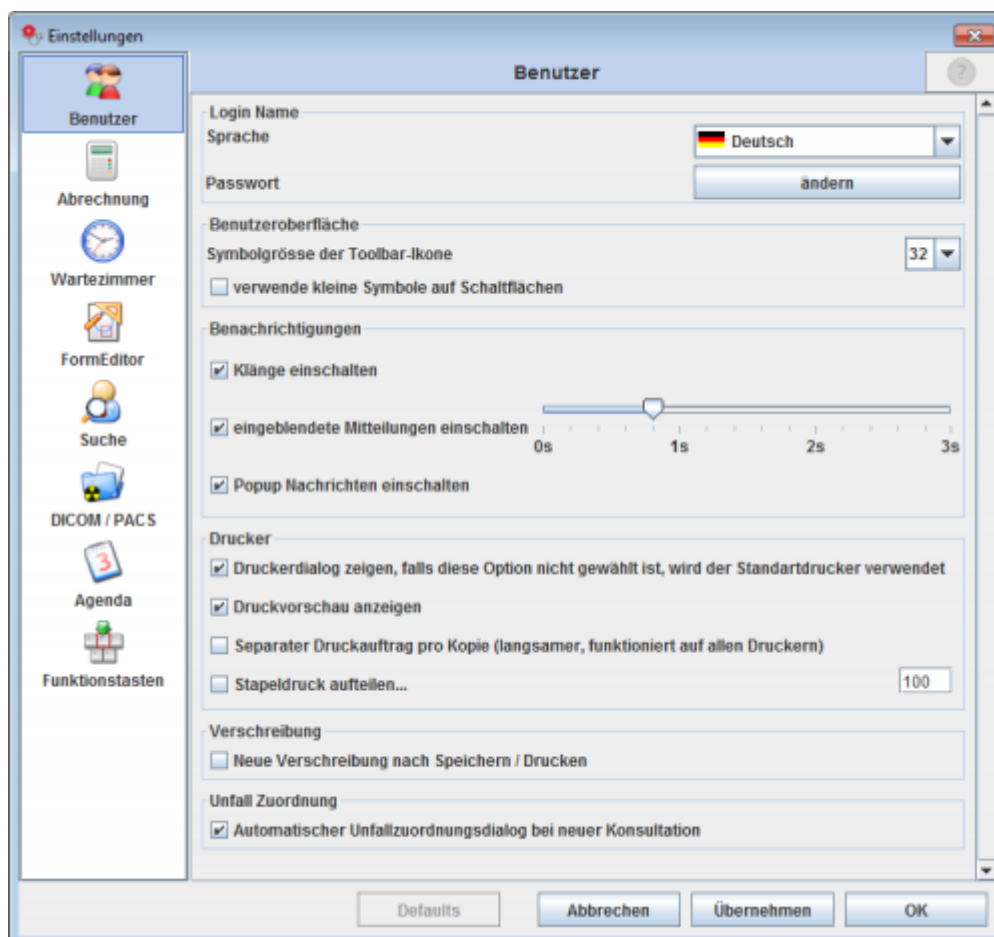 Einstellungen
Benutzer
Benutzer
Abrechnung
Wartezimmer
FormEditor
Suche
DICOM / PACS
3
Agenda
Funktionstasten
?
Login Name
Sprache
Deutsch
Passwort
ändern
Benutzeroberfläche
Symbolgrösse der Toolbar-Ikone
32
verwende kleine Symbole auf Schaltflächen
Benachrichtigungen
Klänge einschalten
eingeblendete Mitteilungen einschalten
0s 1s 2s 3s
Popup Nachrichten einschalten
Drucker
Druckerdialog zeigen, falls diese Option nicht gewählt ist, wird der Standartdrucker verwendet
Druckvorschau anzeigen
Separater Druckauftrag pro Kopie (langsamer, funktioniert auf allen Druckern)
Stapeldruck aufteilen...
100
Verschreibung
Neue Verschreibung nach Speichern / Drucken
Unfall Zuordnung
Automatischer Unfallzuordnungsdialog bei neuer Konsultation
Defaults
Abbrechen
Übernehmen
OK